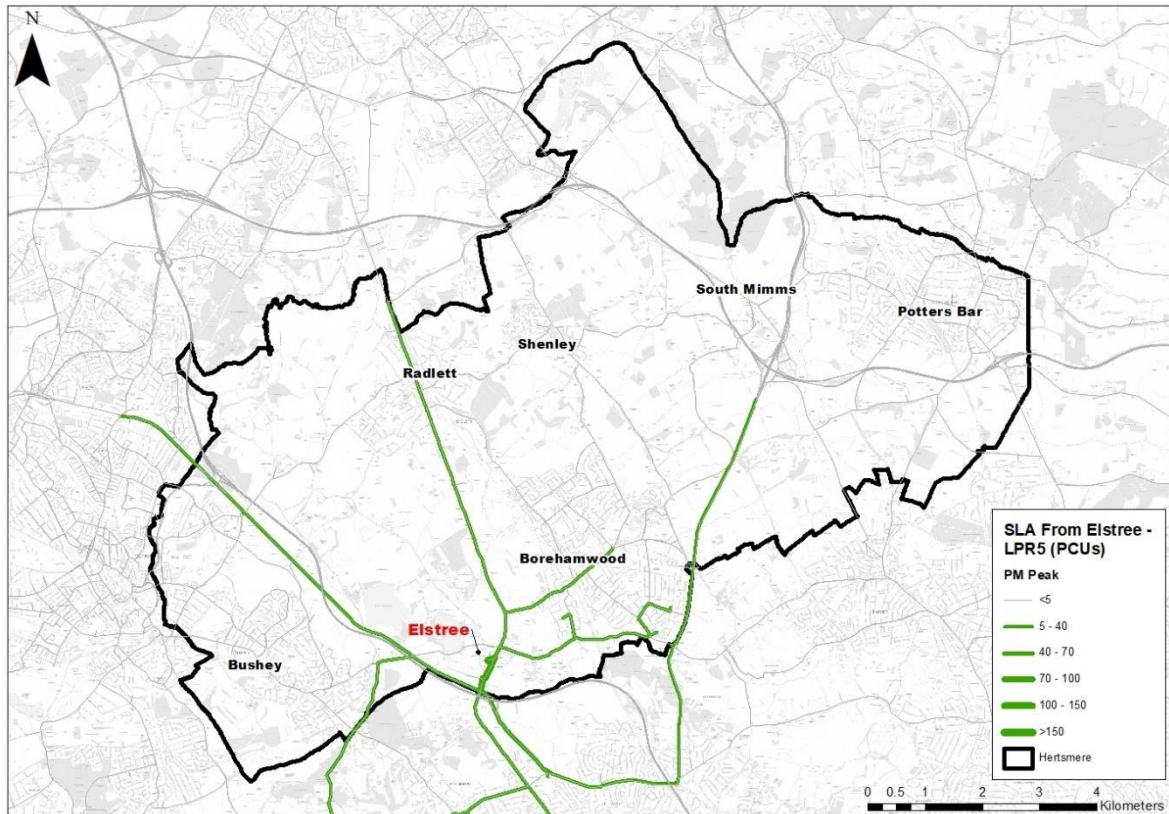 N
South Mimms
Potters Bar
Shenley
Radlett
Borehamwood
Elstree
Bushey
SLA From Elstree -
LPR5 (PCUs)
PM Peak
<5
5 - 40
40 - 70
70 - 100
100 - 150
>150
Hertsmere
0 0.5 1 2 3 4
Kilometers